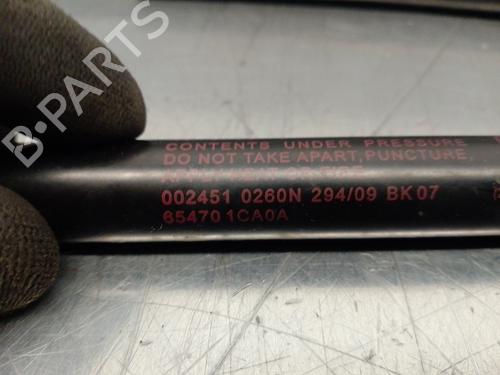 CONTENTS UNDER PRESSURE
DO NOT TAKE APART, PUNCTURE,
002451 0260N 294/09 BK 07
65470 1CA0A
B-PARTS